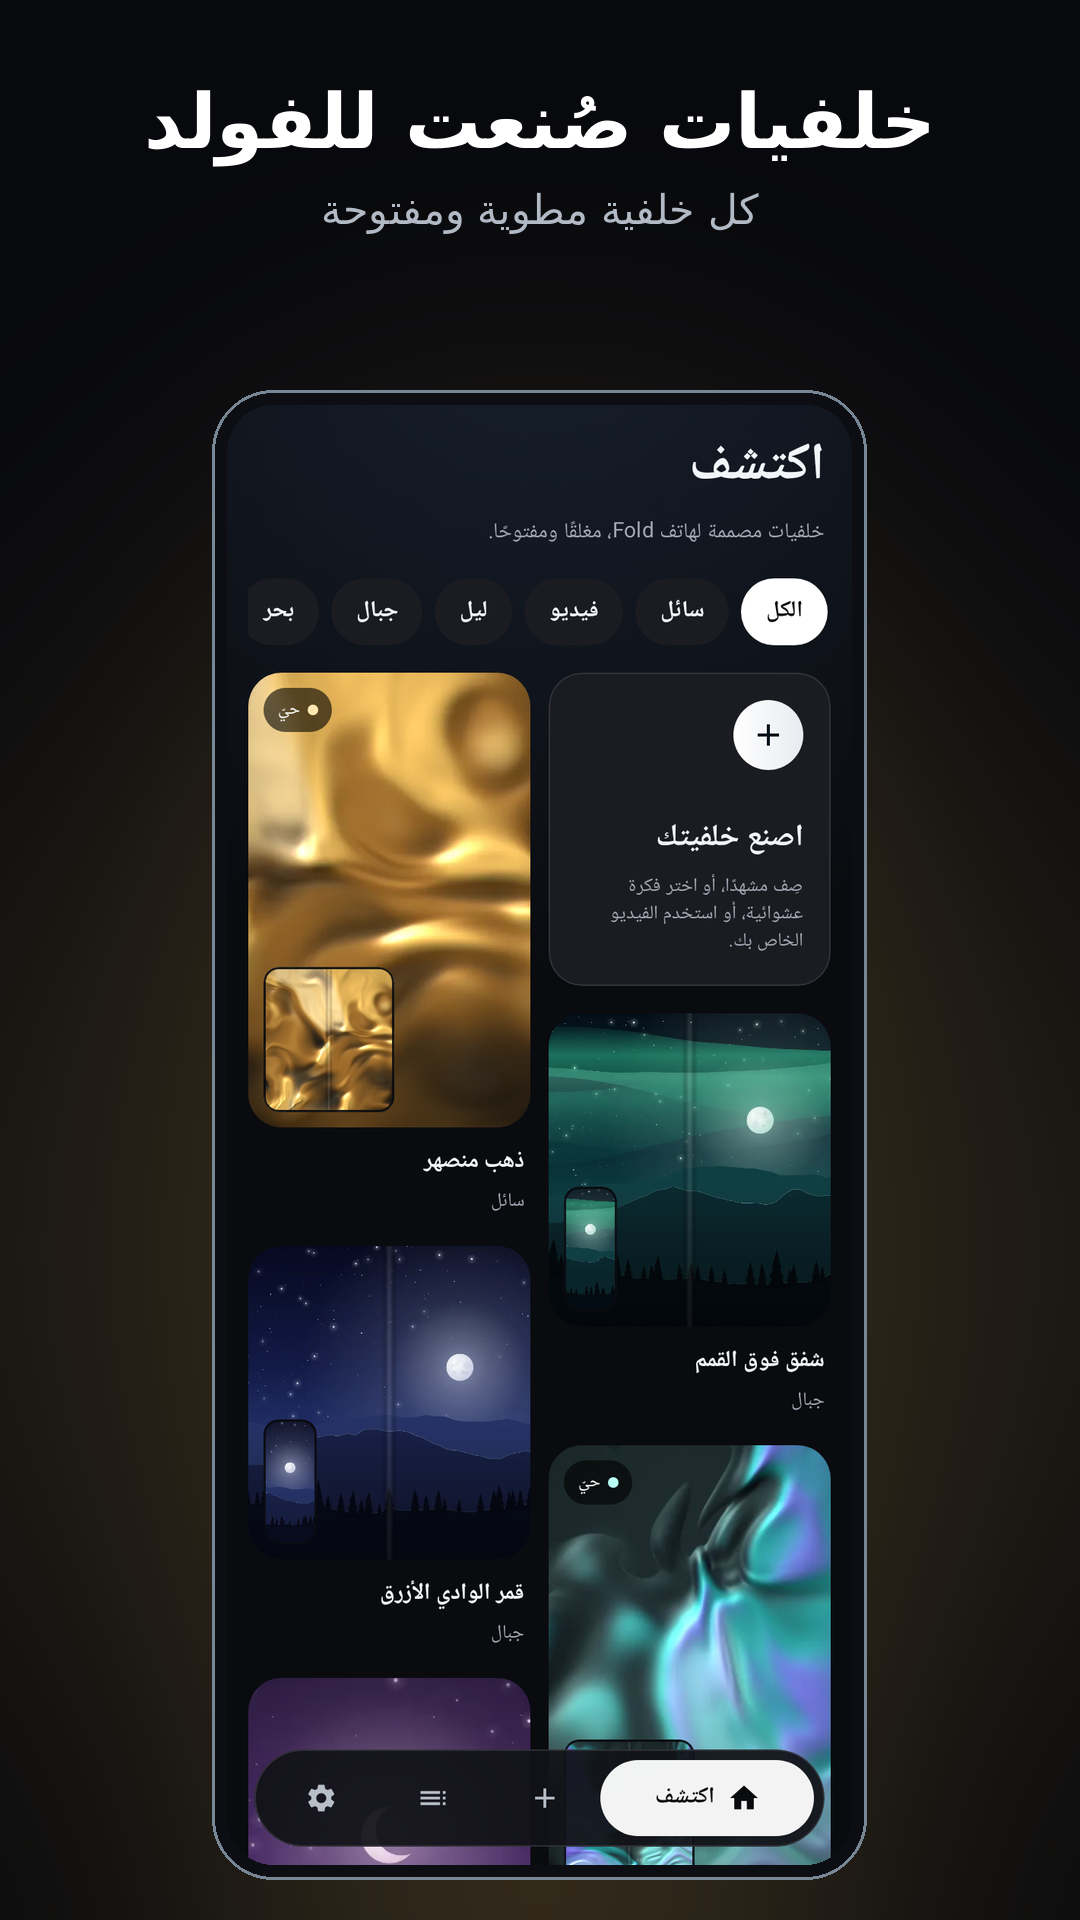 خلفيات صُنعت للفولد
كل خلفية مطوية ومفتوحة
اكتشف
خلفيات مصممة لهاتف Fold، مغلقًا ومفتوحًا.
الكل سائل فيديو ليل جبال بحر
اصنع خلفيتك
صِف مشهدًا، أو اختر فكرة
عشوائية، أو استخدم الفيديو
الخاص بك.
حيّ
ذهب منصهر
سائل
شفق فوق القمم
جبال
قمر الوادي الأزرق
جبال
حيّ
اكتشف